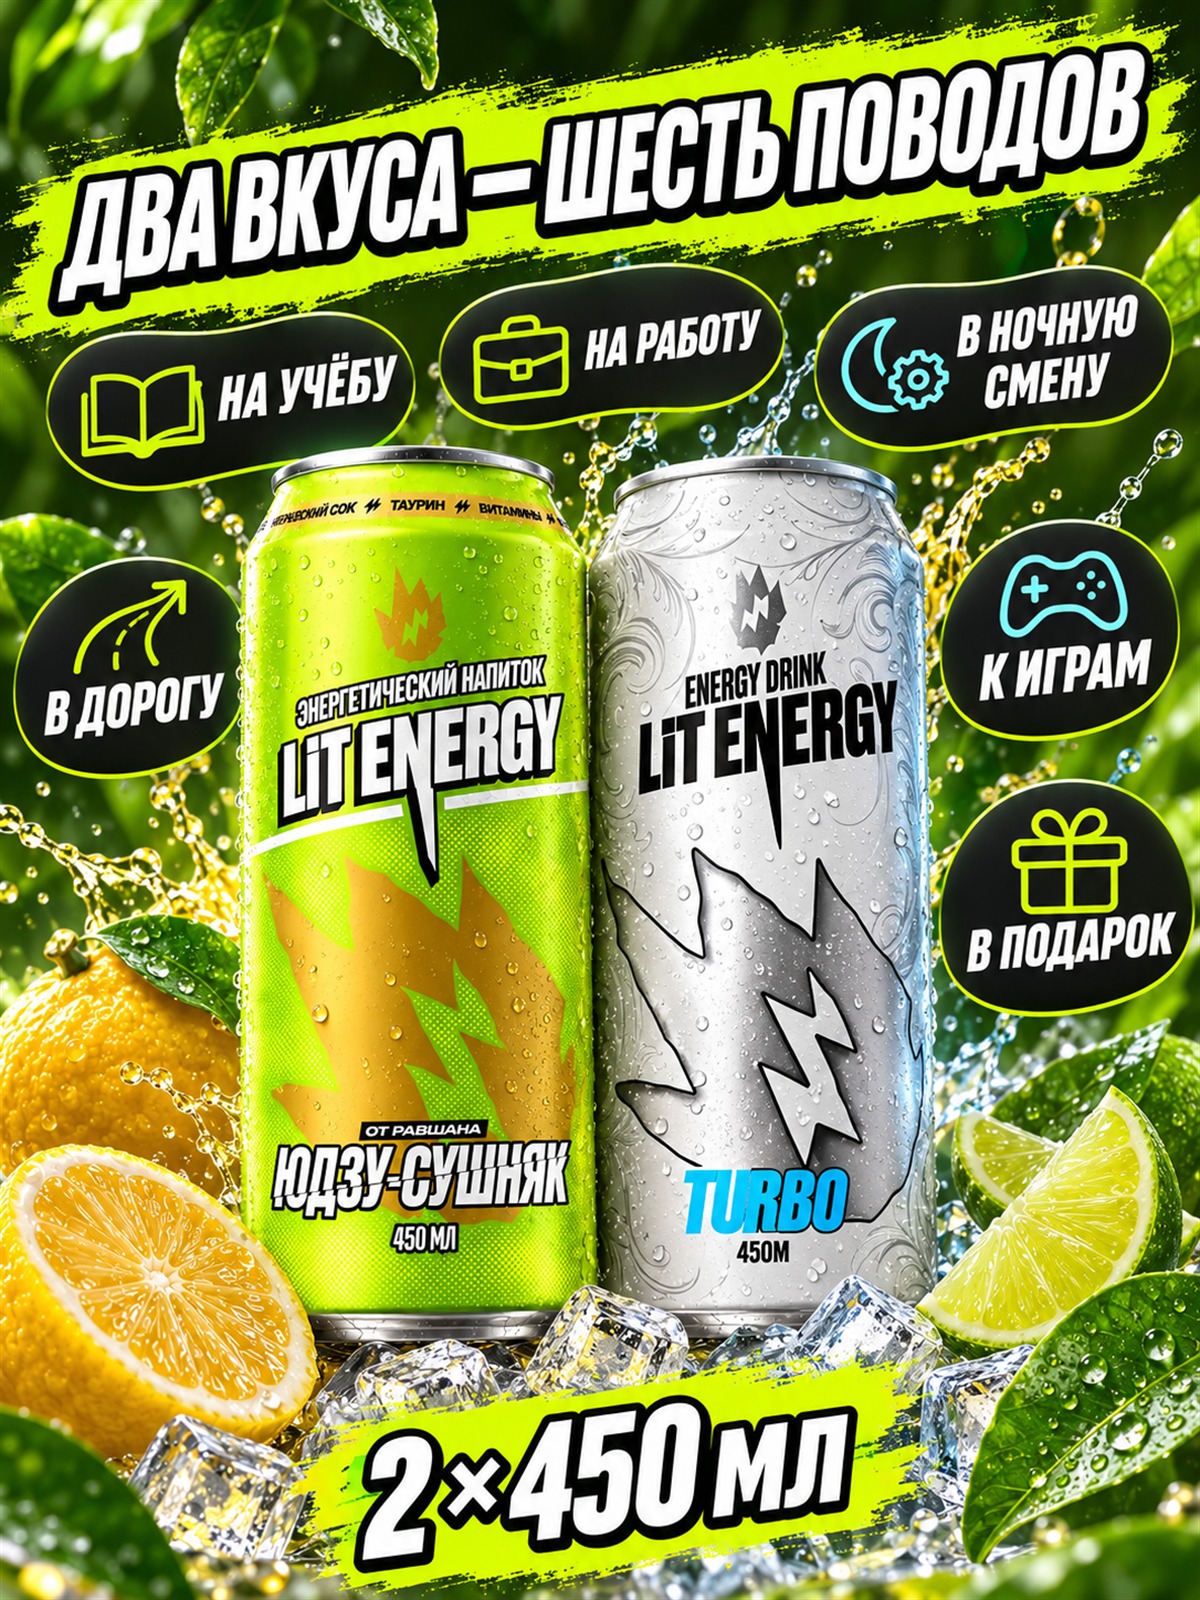 ДВА ВКУСА – ШЕСТЬ ПОВОДОВ
НА УЧЁБУ
НА РАБОТУ
В НОЧНУЮ
СМЕНУ
СОК ТАУРИН ВИТАМИНЫ
В ДОРОГУ
К ИГРАМ
В ПОДАРОК
ЭНЕРГЕТИЧЕСКИЙ НАПИТОК
LiT ENERGY
ОТ РАВШАНА
ЮДЗУ-СУШНЯК
450 МЛ
ENERGY DRINK
LiT ENERGY
TURBO
450М
2×450 МЛ